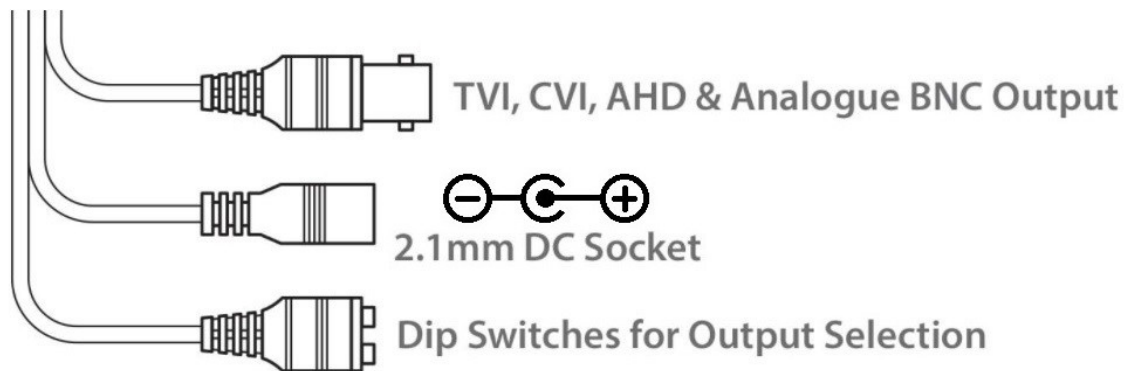 TVI, CVI, AHD & Analogue BNC Output
− +
2.1mm DC Socket
Dip Switches for Output Selection